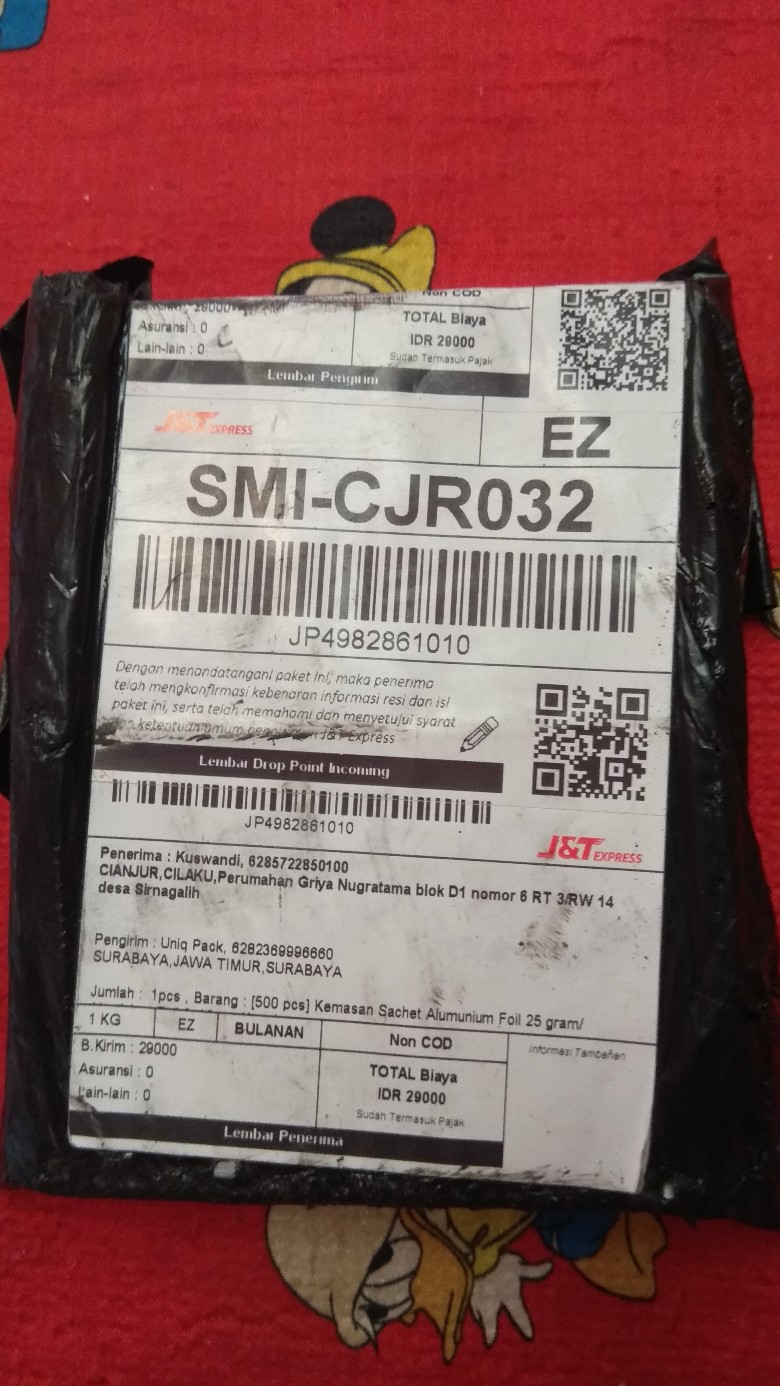 Non COD
29000
Asuransi : 0
Lain-lain : 0
TOTAL Biaya
IDR 29000
Sudah Termasuk Pajak
Lembar Pengirim
J&T EXPRESS
EZ
SMI-CJR032
JP4982861010
Dengan menandatangani paket ini, maka penerima
telah mengkonfirmasi kebenaran informasi resi dan isi
paket ini, serta telah memahami dan menyetujui syarat
ketentuan umum J&T Express
Lembar Drop Point Incoming
JP4982861010
J&T EXPRESS
Penerima : Kuswandi, 6285722850100
CIANJUR,CILAKU,Perumahan Griya Nugratama blok D1 nomor 6 RT 3/RW 14
desa Sirnagalih
Pengirim : Uniq Pack, 6282369996660
SURABAYA,JAWA TIMUR,SURABAYA
Jumlah : 1pcs , Barang : [500 pcs] Kemasan Sachet Alumunium Foil 25 gram/
1 KG EZ BULANAN Non COD Informasi Tambahan
B.Kirim : 29000
Asuransi : 0
Lain-lain : 0
TOTAL Biaya
IDR 29000
Sudah Termasuk Pajak
Lembar Penerima